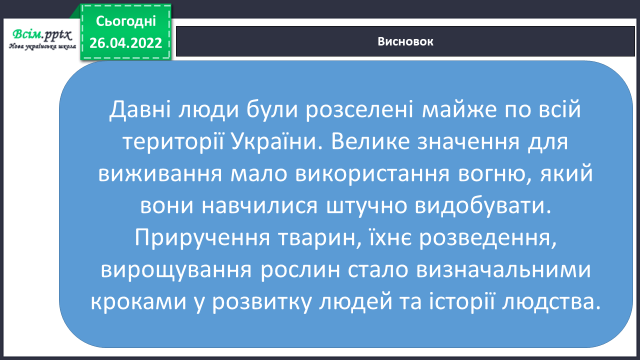 Всім.pptx
Нова українська школа
Сьогодні
26.04.2022
Висновок
Давні люди були розселені майже по всій
території України. Велике значення для
виживання мало використання вогню, який
вони навчилися штучно видобувати.
Приручення тварин, їхнє розведення,
вирощування рослин стало визначальними
кроками у розвитку людей та історії людства.